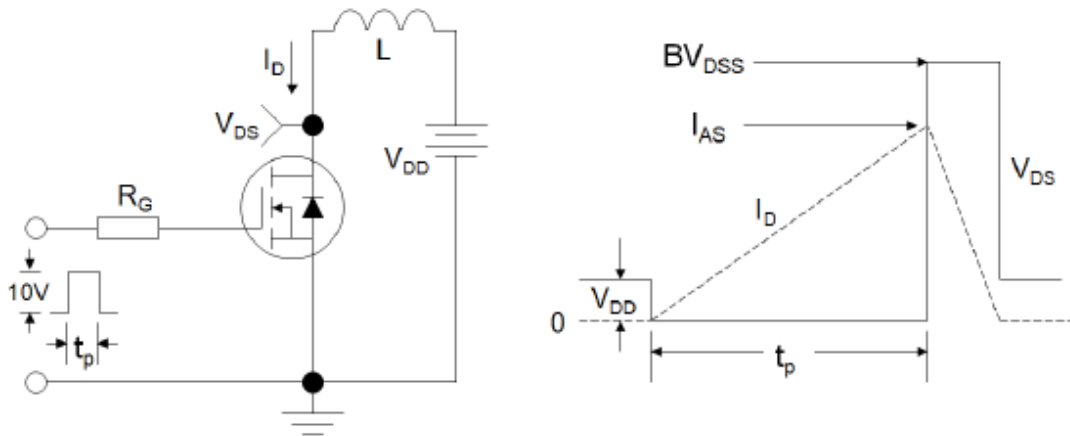 L
I_D
V_DS
V_DD
R_G
10V
t_p
BV_DSS
I_AS
V_DS
I_D
V_DD
0
t_p